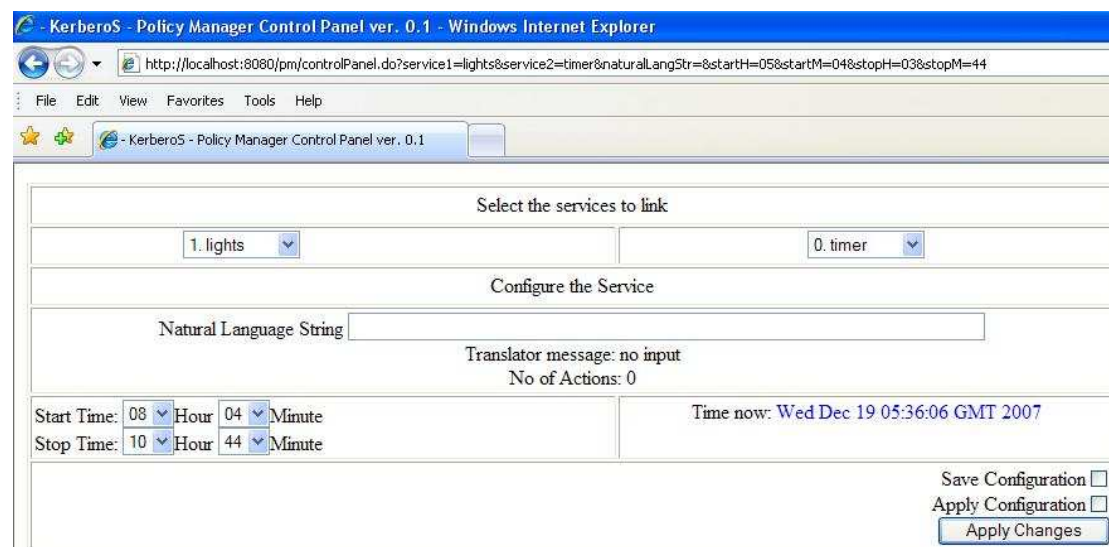 - KerberoS - Policy Manager Control Panel ver. 0.1 - Windows Internet Explorer
http://localhost:8080/pm/controlPanel.do?service1=lights&service2=timer&naturalLangStr=&startH=05&startM=04&stopH=03&stopM=44
File Edit View Favorites Tools Help
- KerberoS - Policy Manager Control Panel ver. 0.1
Select the services to link
1. lights 0. timer
Configure the Service
Natural Language String
Translator message: no input
No of Actions: 0
Start Time: 08 Hour 04 Minute Time now: Wed Dec 19 05:36:06 GMT 2007
Stop Time: 10 Hour 44 Minute
Save Configuration
Apply Configuration
Apply Changes